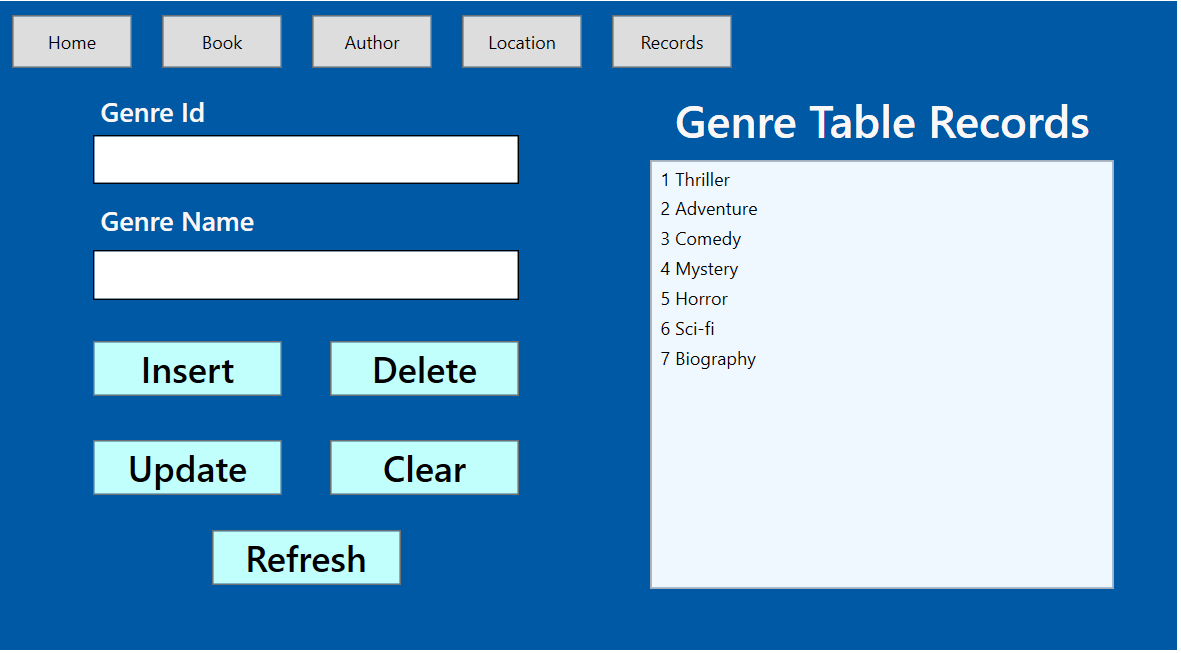 Home Book Author Location Records
Genre Id
Genre Name
Insert Delete
Update Clear
Refresh
Genre Table Records
1 Thriller
2 Adventure
3 Comedy
4 Mystery
5 Horror
6 Sci-fi
7 Biography